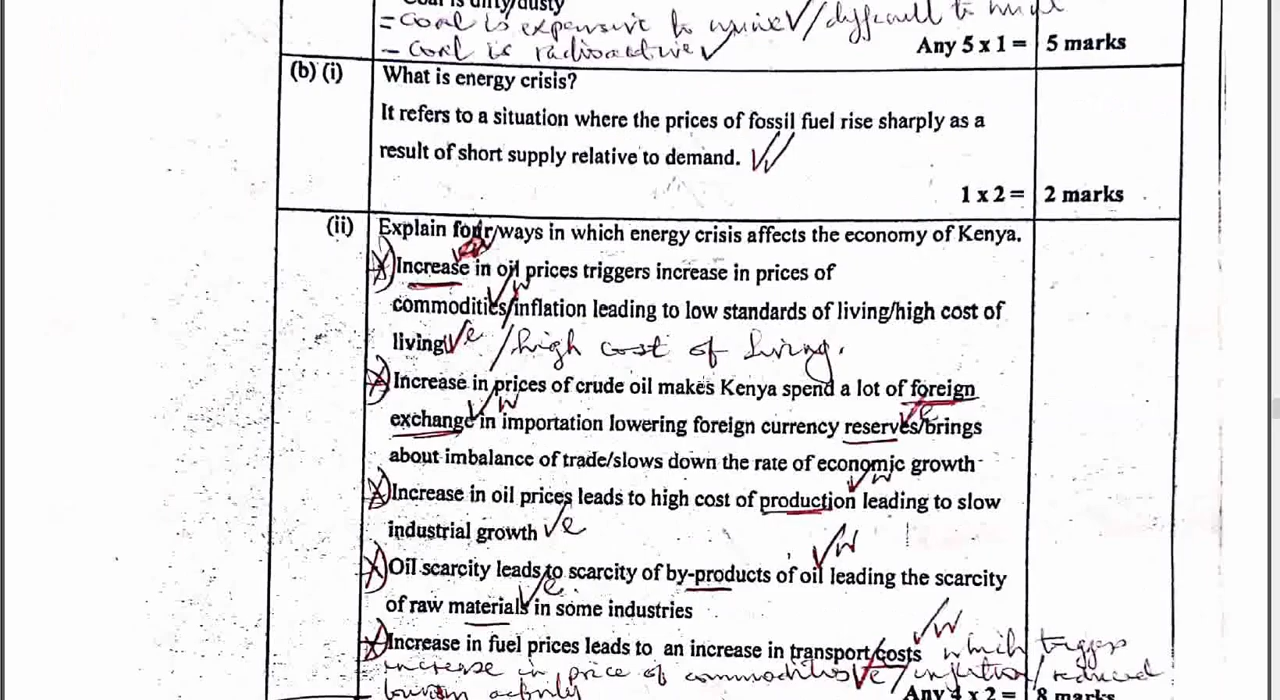 Coal is dirty/dusty
= Coal is expensive to mine/difficult to
- Coal is radioactive
Any 5 x 1 = 5 marks
(b) (i) What is energy crisis?
It refers to a situation where the prices of fossil fuel rise sharply as a
result of short supply relative to demand.
1 x 2 = 2 marks
(ii) Explain four ways in which energy crisis affects the economy of Kenya.
Increase in oil prices triggers increase in prices of
commodities/inflation leading to low standards of living/high cost of
living /high cost of living.
Increase in prices of crude oil makes Kenya spend a lot of foreign
exchange in importation lowering foreign currency reserves/brings
about imbalance of trade/slows down the rate of economic growth
Increase in oil prices leads to high cost of production leading to slow
industrial growth
Oil scarcity leads to scarcity of by-products of oil leading the scarcity
of raw materials in some industries
Increase in fuel prices leads to an increase in transport/costs which triggers
increase in price of commodities/inflation/reduced
tourism activity
Any 4 x 2 = 8 marks